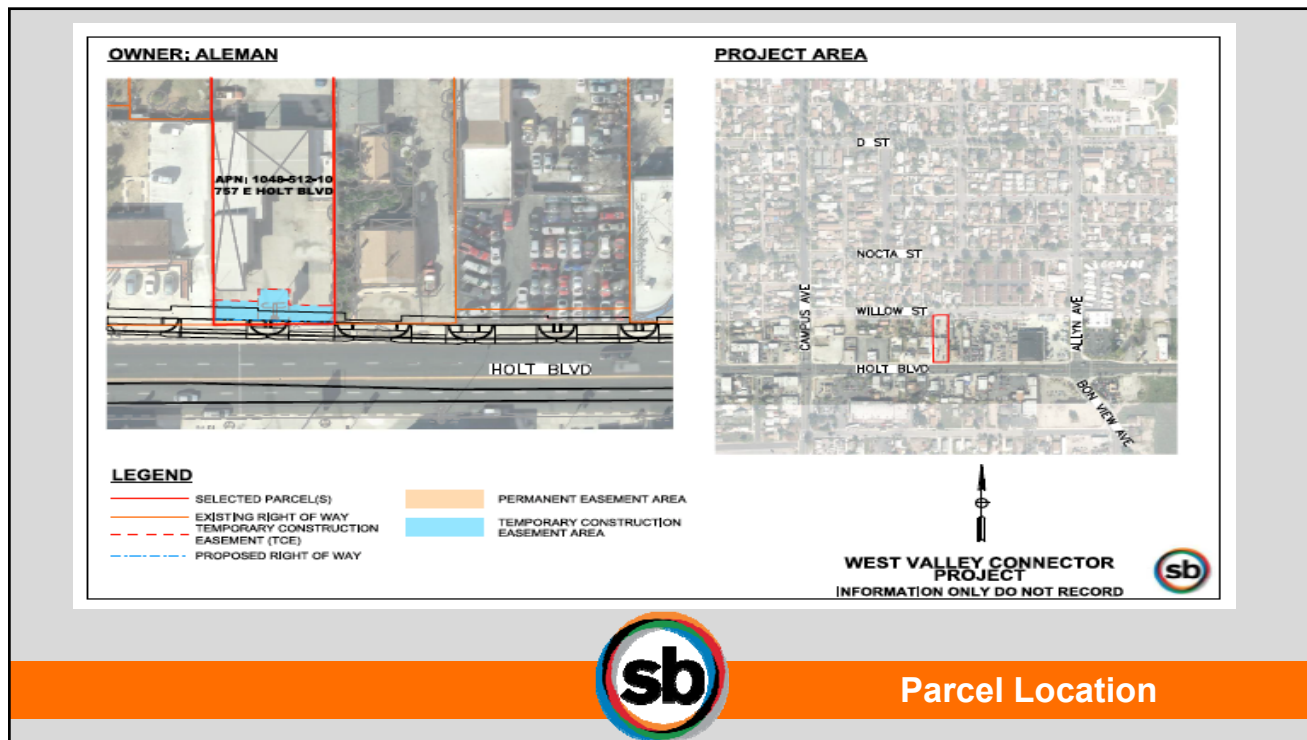 OWNER; ALEMAN
APN: 1048-512-10
757 E HOLT BLVD
HOLT BLVD
PROJECT AREA
D ST
NOCTA ST
WILLOW ST
CAMPUS AVE
ALLYN AVE
HOLT BLVD
BON VIEW AVE
LEGEND
SELECTED PARCEL(S)
EXISTING RIGHT OF WAY
TEMPORARY CONSTRUCTION
EASEMENT (TCE)
PROPOSED RIGHT OF WAY
PERMANENT EASEMENT AREA
TEMPORARY CONSTRUCTION
EASEMENT AREA
WEST VALLEY CONNECTOR
PROJECT
INFORMATION ONLY DO NOT RECORD
sb
sb
Parcel Location